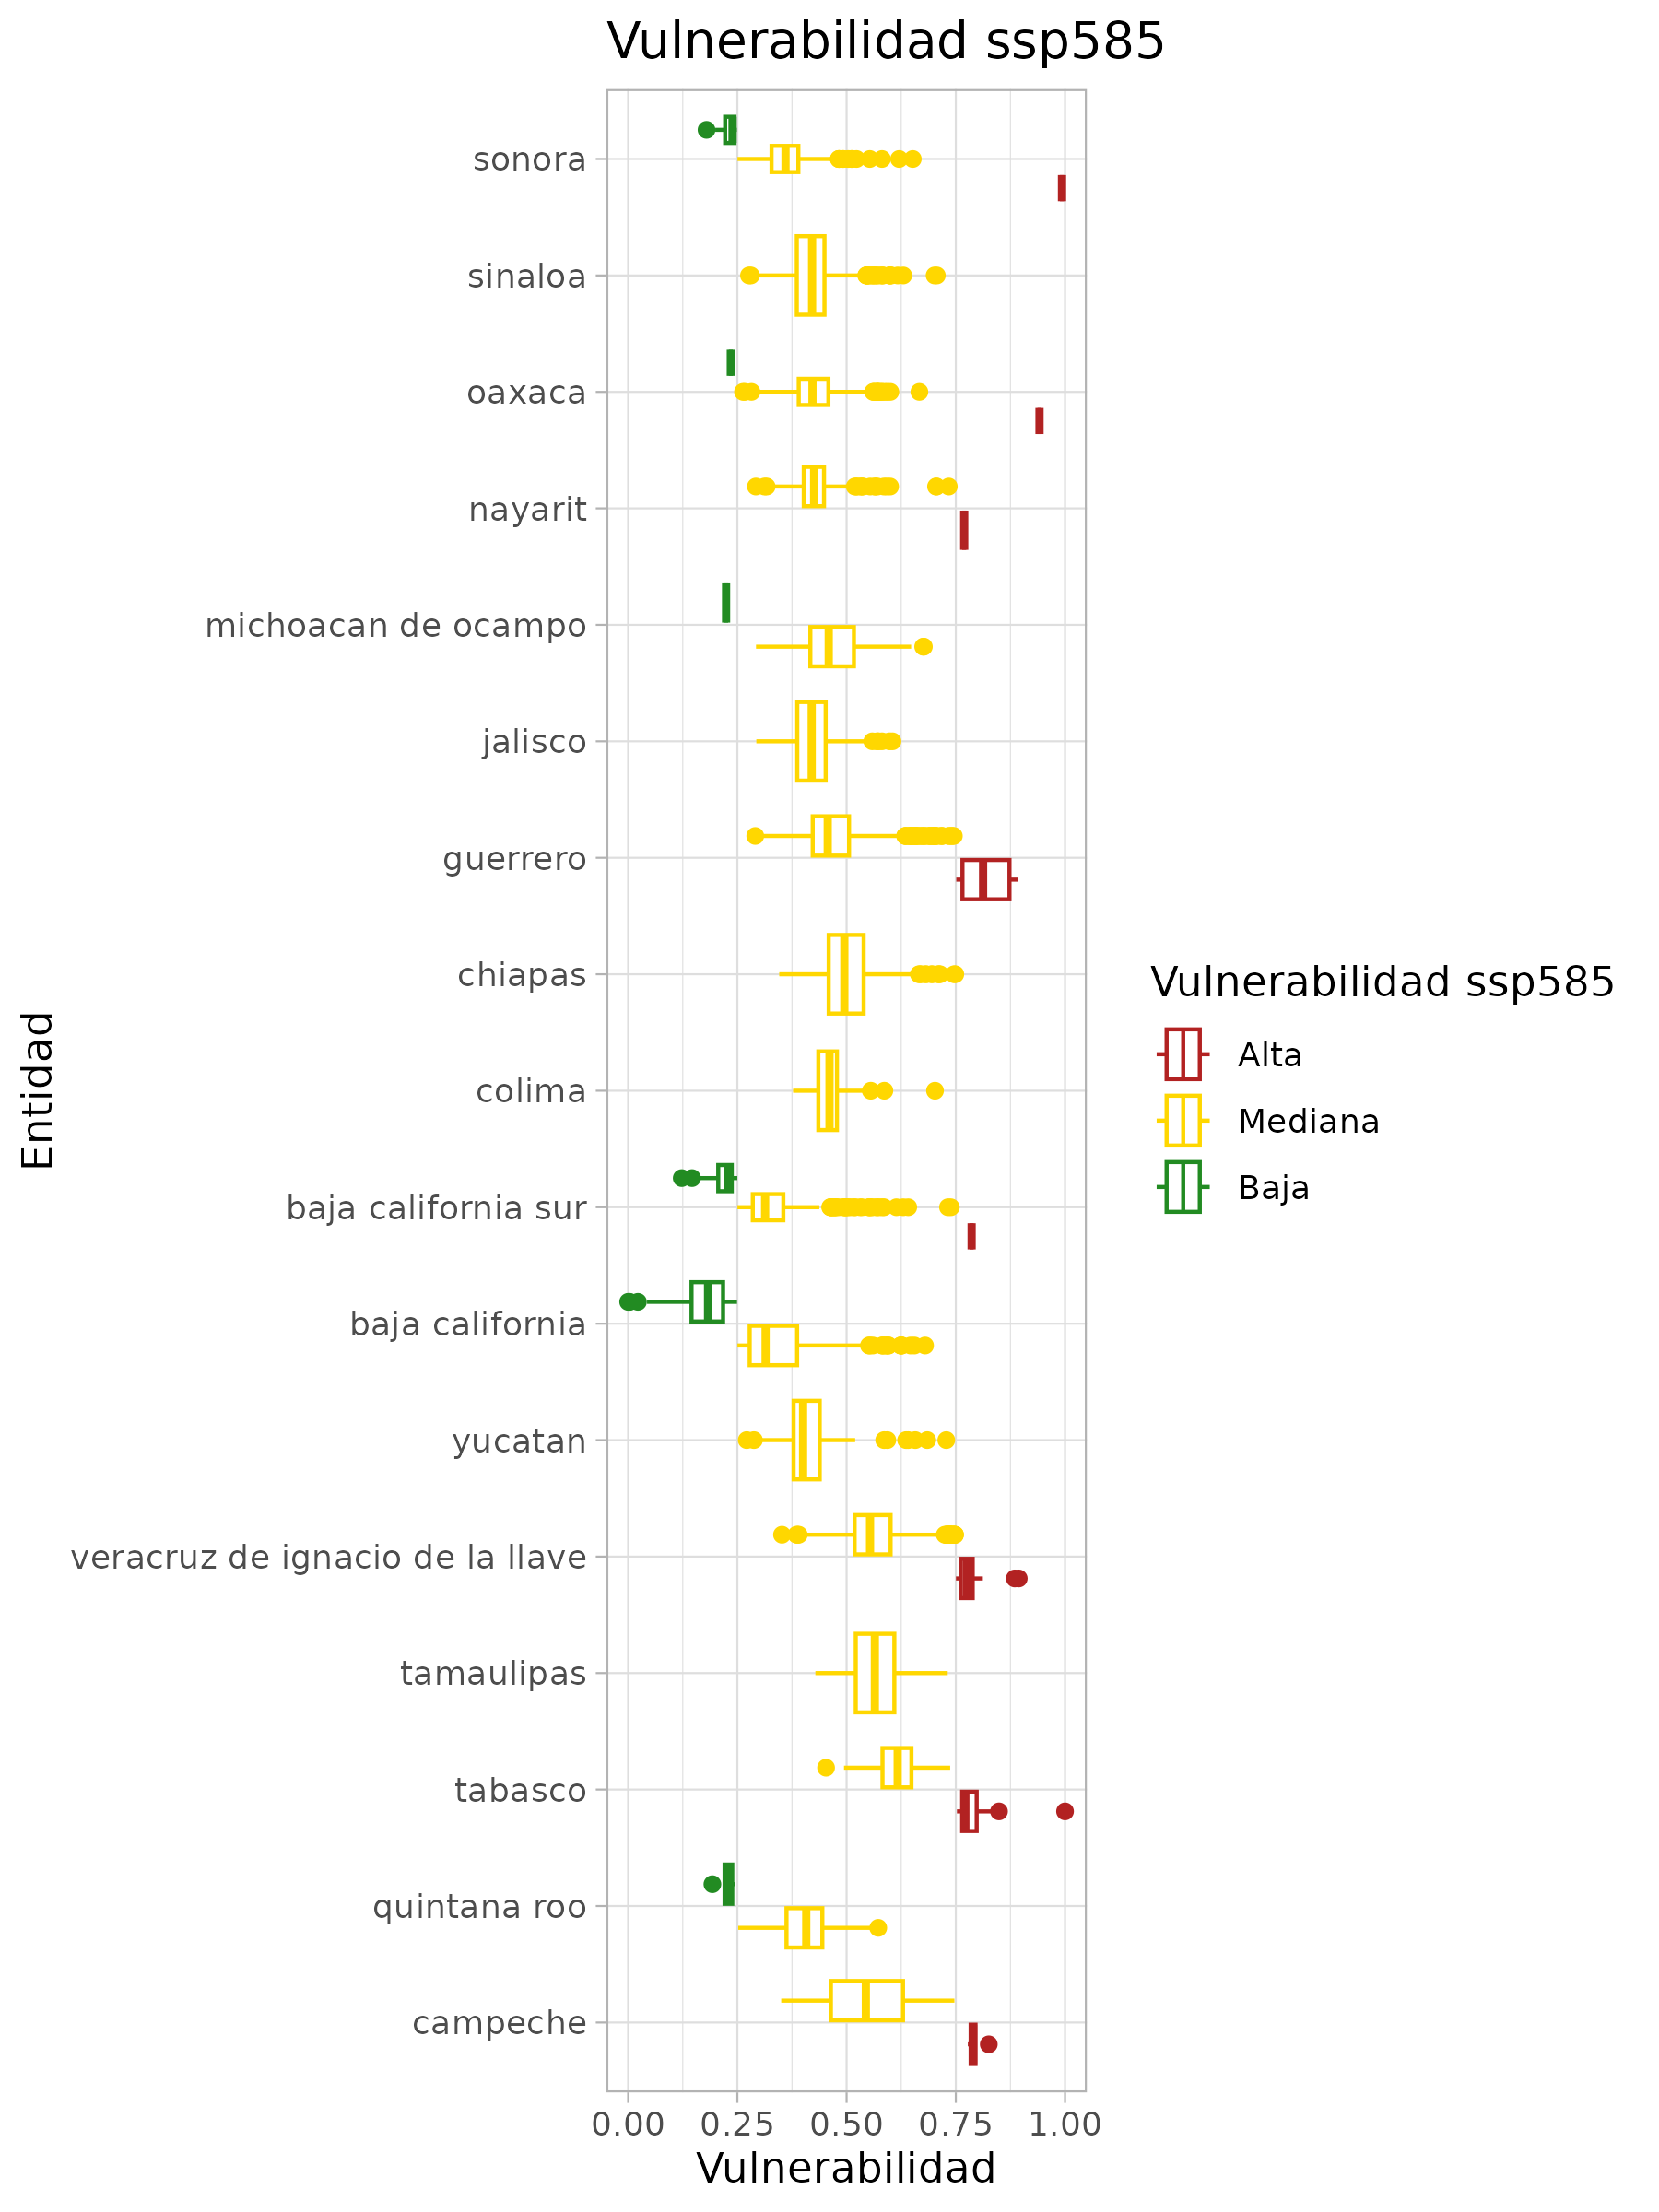 Vulnerabilidad ssp585
sonora
sinaloa
oaxaca
nayarit
michoacan de ocampo
jalisco
guerrero
chiapas
colima
baja california sur
baja california
yucatan
veracruz de ignacio de la llave
tamaulipas
tabasco
quintana roo
campeche
Entidad
0.00 0.25 0.50 0.75 1.00
Vulnerabilidad
Vulnerabilidad ssp585
Alta
Mediana
Baja